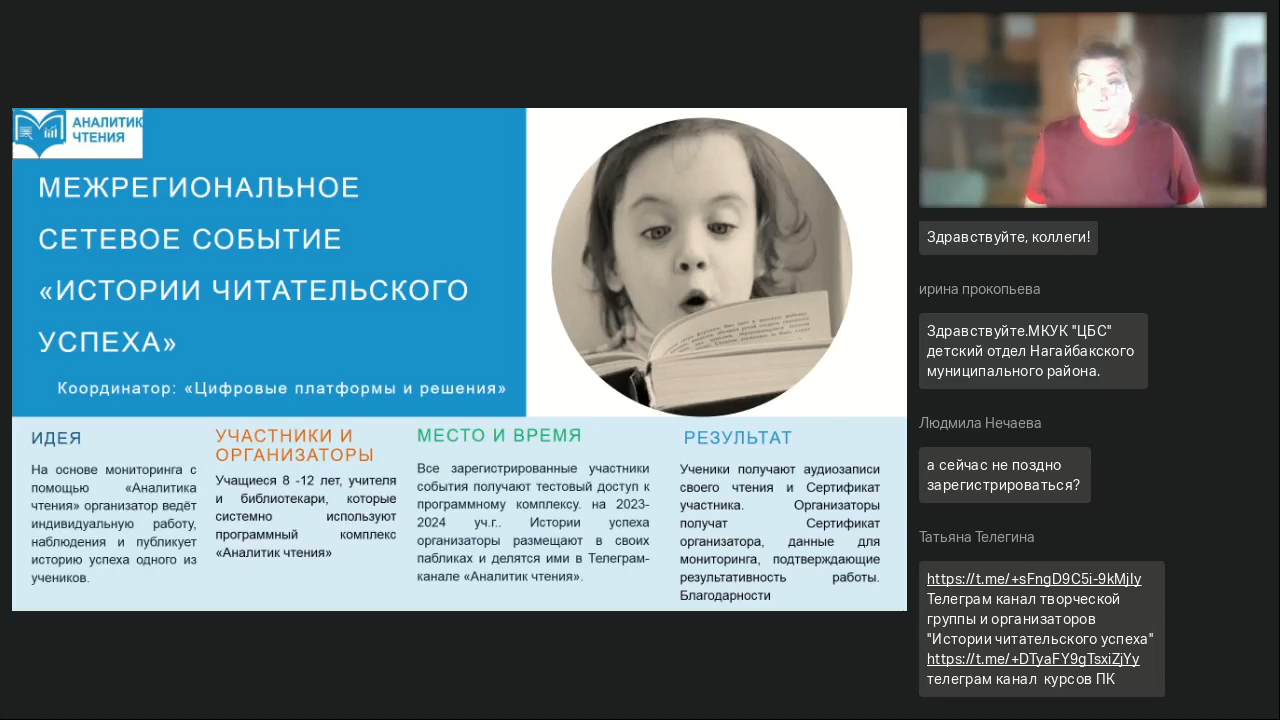 АНАЛИТИК
ЧТЕНИЯ
МЕЖРЕГИОНАЛЬНОЕ
СЕТЕВОЕ СОБЫТИЕ
«ИСТОРИИ ЧИТАТЕЛЬСКОГО
УСПЕХА»
Координатор: «Цифровые платформы и решения»
ИДЕЯ
На основе мониторинга с
помощью «Аналитика
чтения» организатор ведёт
индивидуальную работу,
наблюдения и публикует
историю успеха одного из
учеников.
УЧАСТНИКИ И
ОРГАНИЗАТОРЫ
Учащиеся 8 -12 лет, учителя
и библиотекари, которые
системно используют
программный комплекс
«Аналитик чтения»
МЕСТО И ВРЕМЯ
Все зарегистрированные участники
события получают тестовый доступ к
программному комплексу. на 2023-
2024 уч.г.. Истории успеха
организаторы размещают в своих
пабликах и делятся ими в Телеграм-
канале «Аналитик чтения».
РЕЗУЛЬТАТ
Ученики получают аудиозаписи
своего чтения и Сертификат
участника. Организаторы
получат Сертификат
организатора, данные для
мониторинга, подтверждающие
результативность работы.
Благодарности
Здравствуйте, коллеги!
ирина прокопьева
Здравствуйте.МКУК "ЦБС"
детский отдел Нагайбакского
муниципального района.
Людмила Нечаева
а сейчас не поздно
зарегистрироваться?
Татьяна Телегина
https://t.me/+sFngD9C5i-9kMjIy
Телеграм канал творческой
группы и организаторов
"Истории читательского успеха"
https://t.me/+DTyaFY9gTsxiZjYy
телеграм канал  курсов ПК